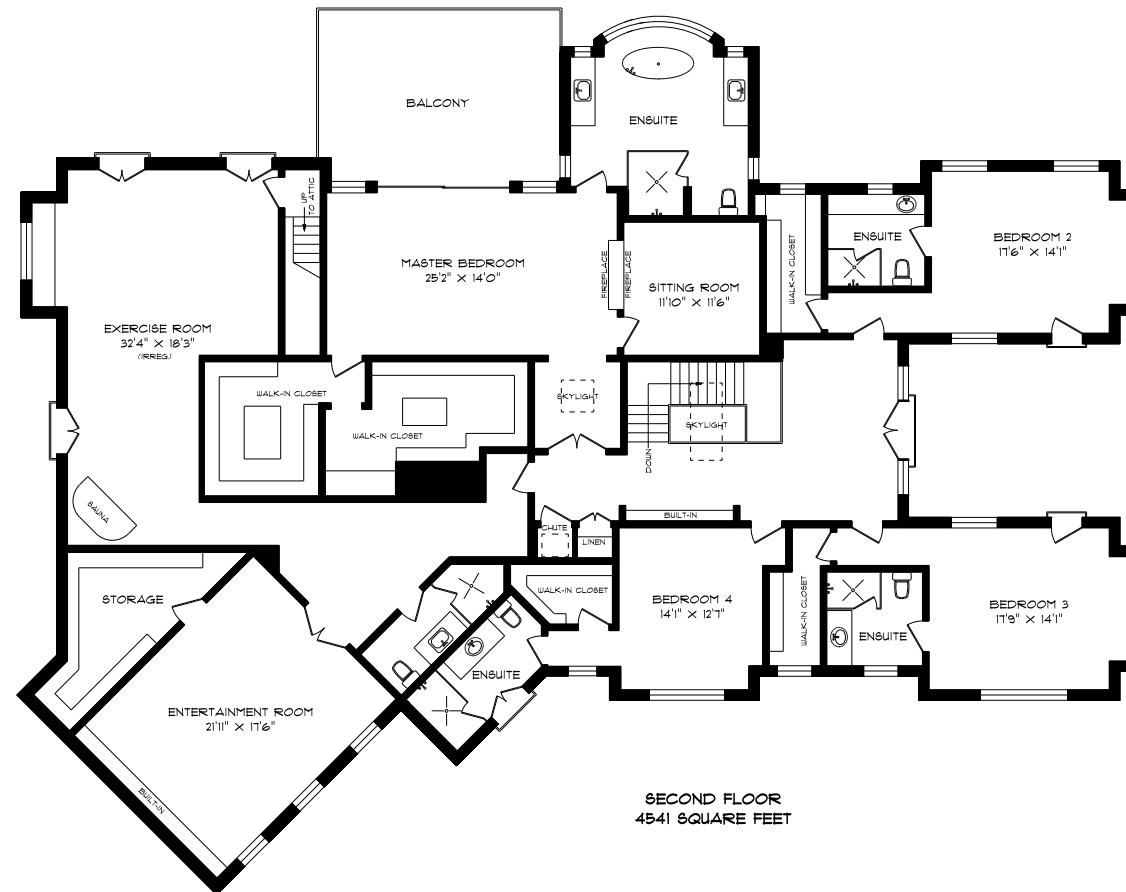 BALCONY
ENSUITE
UP
TO ATTIC
MASTER BEDROOM
25'2" X 14'0"
FIREPLACE
FIREPLACE
SITTING ROOM
11'10" X 11'6"
WALK-IN CLOSET
ENSUITE
BEDROOM 2
17'6" X 14'1"
EXERCISE ROOM
32'4" X 18'3"
(IRREG.)
WALK-IN CLOSET
WALK-IN CLOSET
SKYLIGHT
SKYLIGHT
DOWN
SAUNA
CHUTE
LINEN
BUILT-IN
STORAGE
WALK-IN CLOSET
BEDROOM 4
14'1" X 12'7"
WALK-IN CLOSET
ENSUITE
BEDROOM 3
17'9" X 14'1"
ENSUITE
ENTERTAINMENT ROOM
21'11" X 17'6"
BUILT-IN
SECOND FLOOR
4541 SQUARE FEET